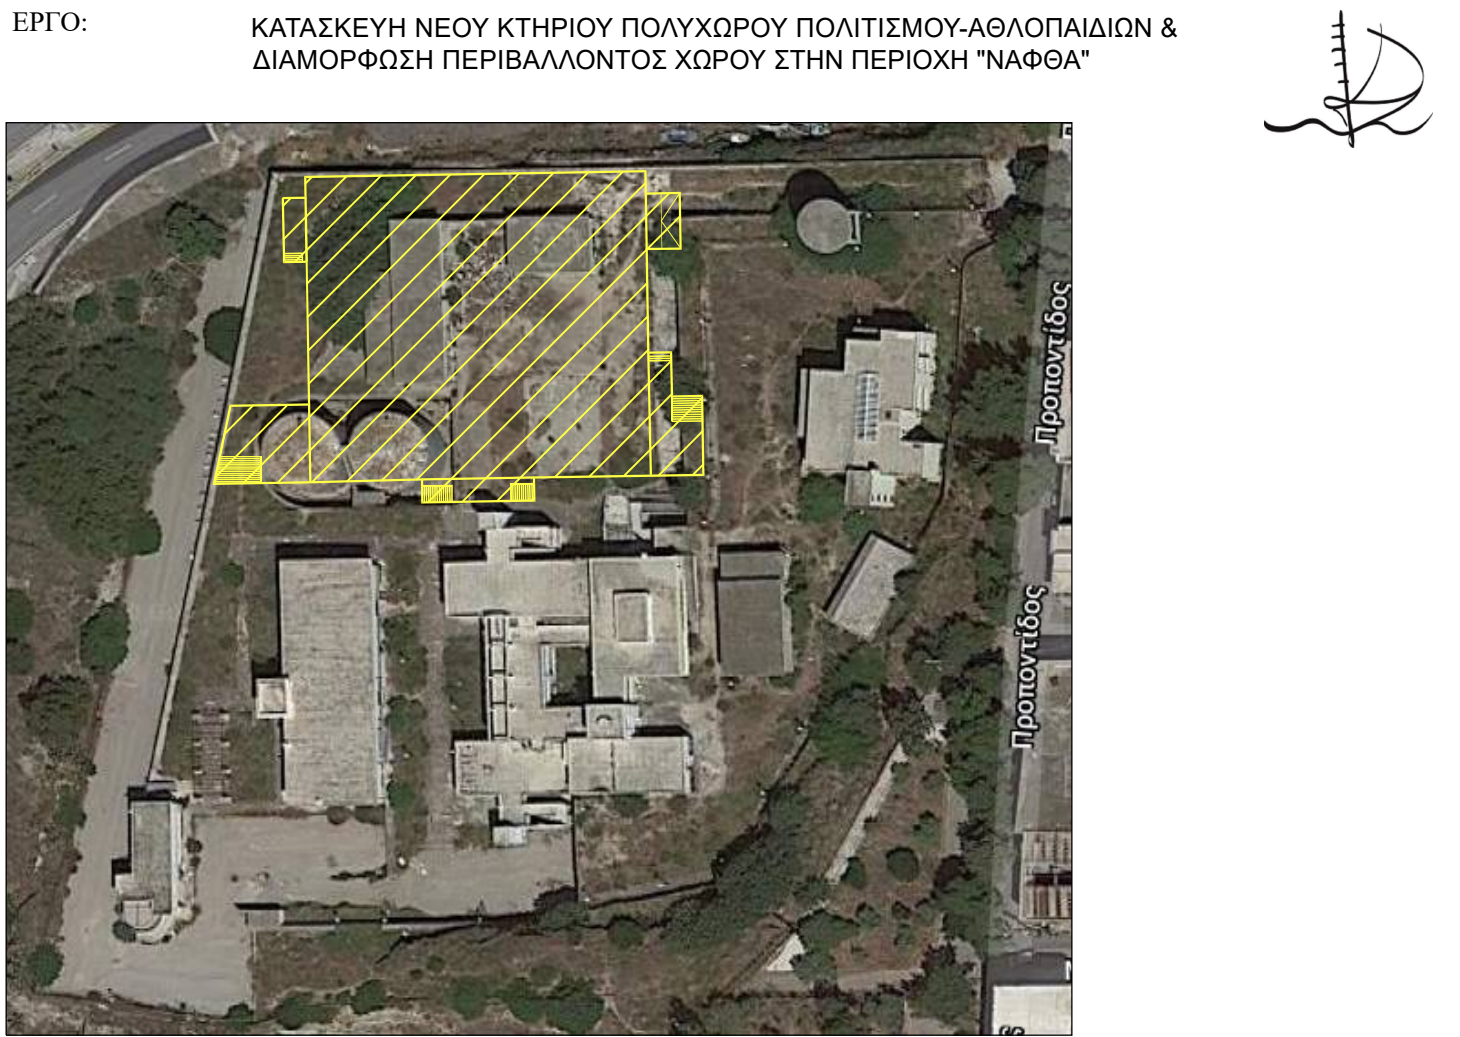 ΕΡΓΟ:
ΚΑΤΑΣΚΕΥΗ ΝΕΟΥ ΚΤΗΡΙΟΥ ΠΟΛΥΧΩΡΟΥ ΠΟΛΙΤΙΣΜΟΥ-ΑΘΛΟΠΑΙΔΙΩΝ &
ΔΙΑΜΟΡΦΩΣΗ ΠΕΡΙΒΑΛΛΟΝΤΟΣ ΧΩΡΟΥ ΣΤΗΝ ΠΕΡΙΟΧΗ "ΝΑΦΘΑ"
Προποντίδος
Προποντίδος